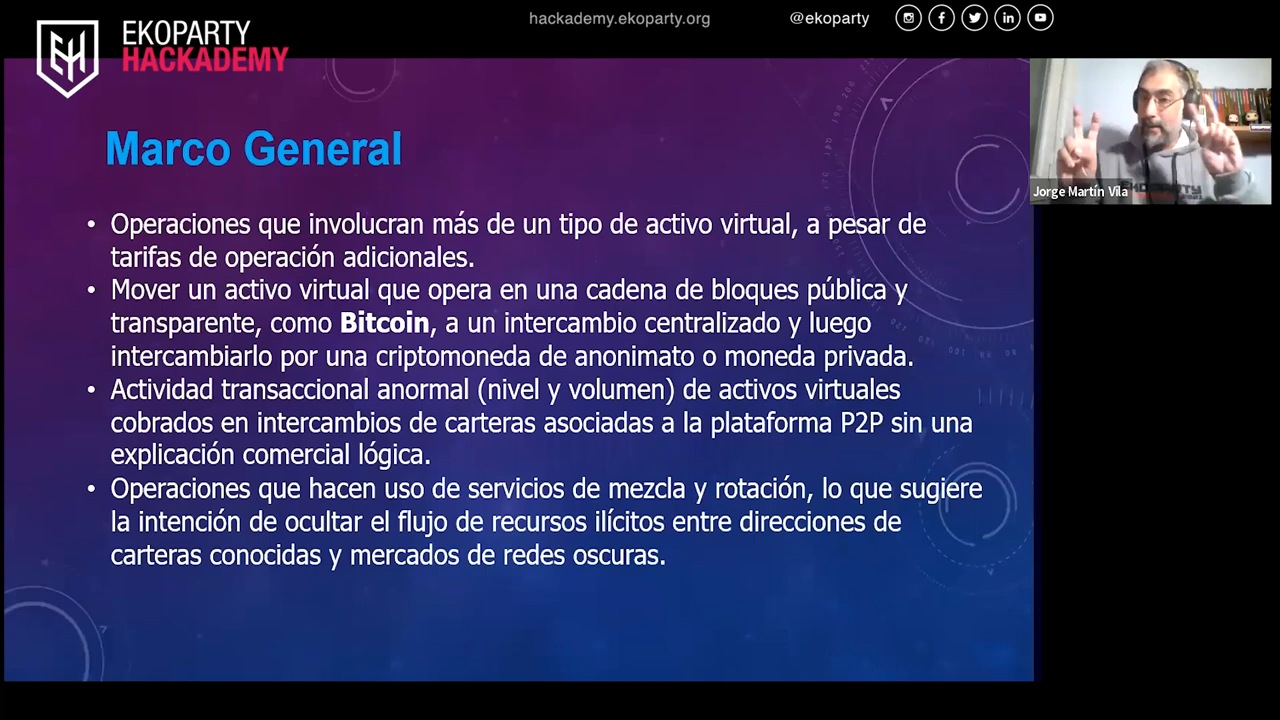 hackademy.ekoparty.org
@ekoparty
EKOPARTY
HACKADEMY
Marco General
• Operaciones que involucran más de un tipo de activo virtual, a pesar de
tarifas de operación adicionales.
• Mover un activo virtual que opera en una cadena de bloques pública y
transparente, como Bitcoin, a un intercambio centralizado y luego
intercambiarlo por una criptomoneda de anonimato o moneda privada.
• Actividad transaccional anormal (nivel y volumen) de activos virtuales
cobrados en intercambios de carteras asociadas a la plataforma P2P sin una
explicación comercial lógica.
• Operaciones que hacen uso de servicios de mezcla y rotación, lo que sugiere
la intención de ocultar el flujo de recursos ilícitos entre direcciones de
carteras conocidas y mercados de redes oscuras.
Jorge Martín Vila
EKOPARTY